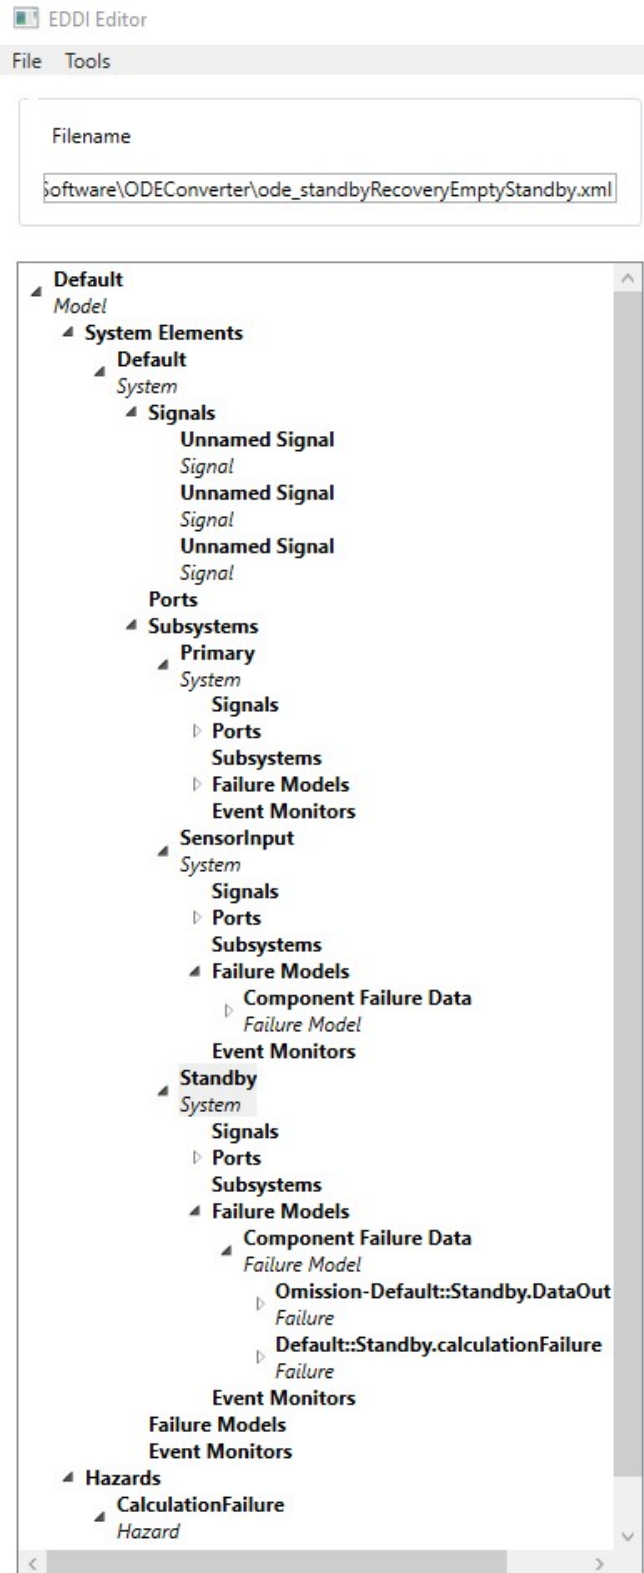 EDDI Editor
File Tools
Filename
Software\ODEConverter\ode_standbyRecoveryEmptyStandby.xml
Default
Model
System Elements
Default
System
Signals
Unnamed Signal
Signal
Unnamed Signal
Signal
Unnamed Signal
Signal
Ports
Subsystems
Primary
System
Signals
Ports
Subsystems
Failure Models
Event Monitors
SensorInput
System
Signals
Ports
Subsystems
Failure Models
Component Failure Data
Failure Model
Event Monitors
Standby
System
Signals
Ports
Subsystems
Failure Models
Component Failure Data
Failure Model
Omission-Default::Standby.DataOut
Failure
Default::Standby.calculationFailure
Failure
Event Monitors
Failure Models
Event Monitors
Hazards
CalculationFailure
Hazard